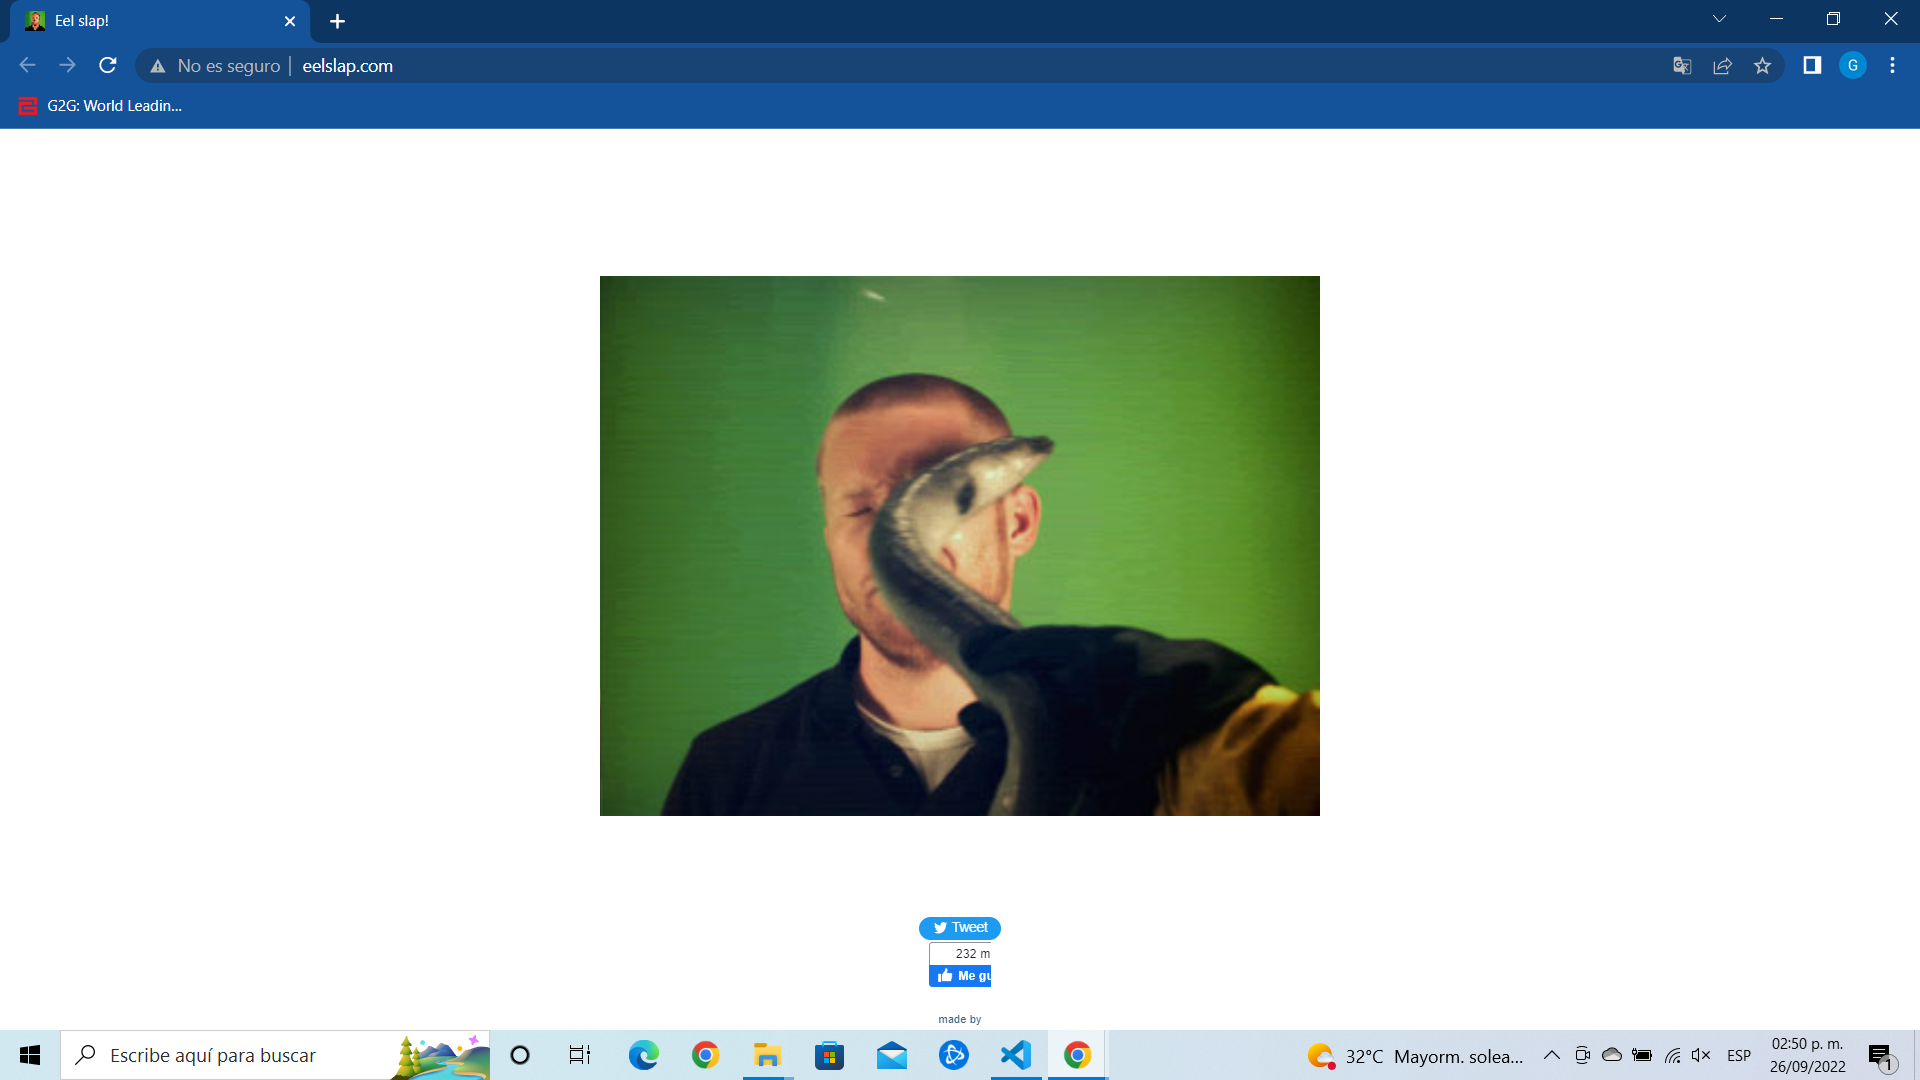 Eel slap!
No es seguro
eelslap.com
G
G2G: World Leadin...
Tweet
232 m
Me gu
made by
Escribe aquí para buscar
32°C Mayorm. solea...
ESP
02:50 p. m.
26/09/2022
1